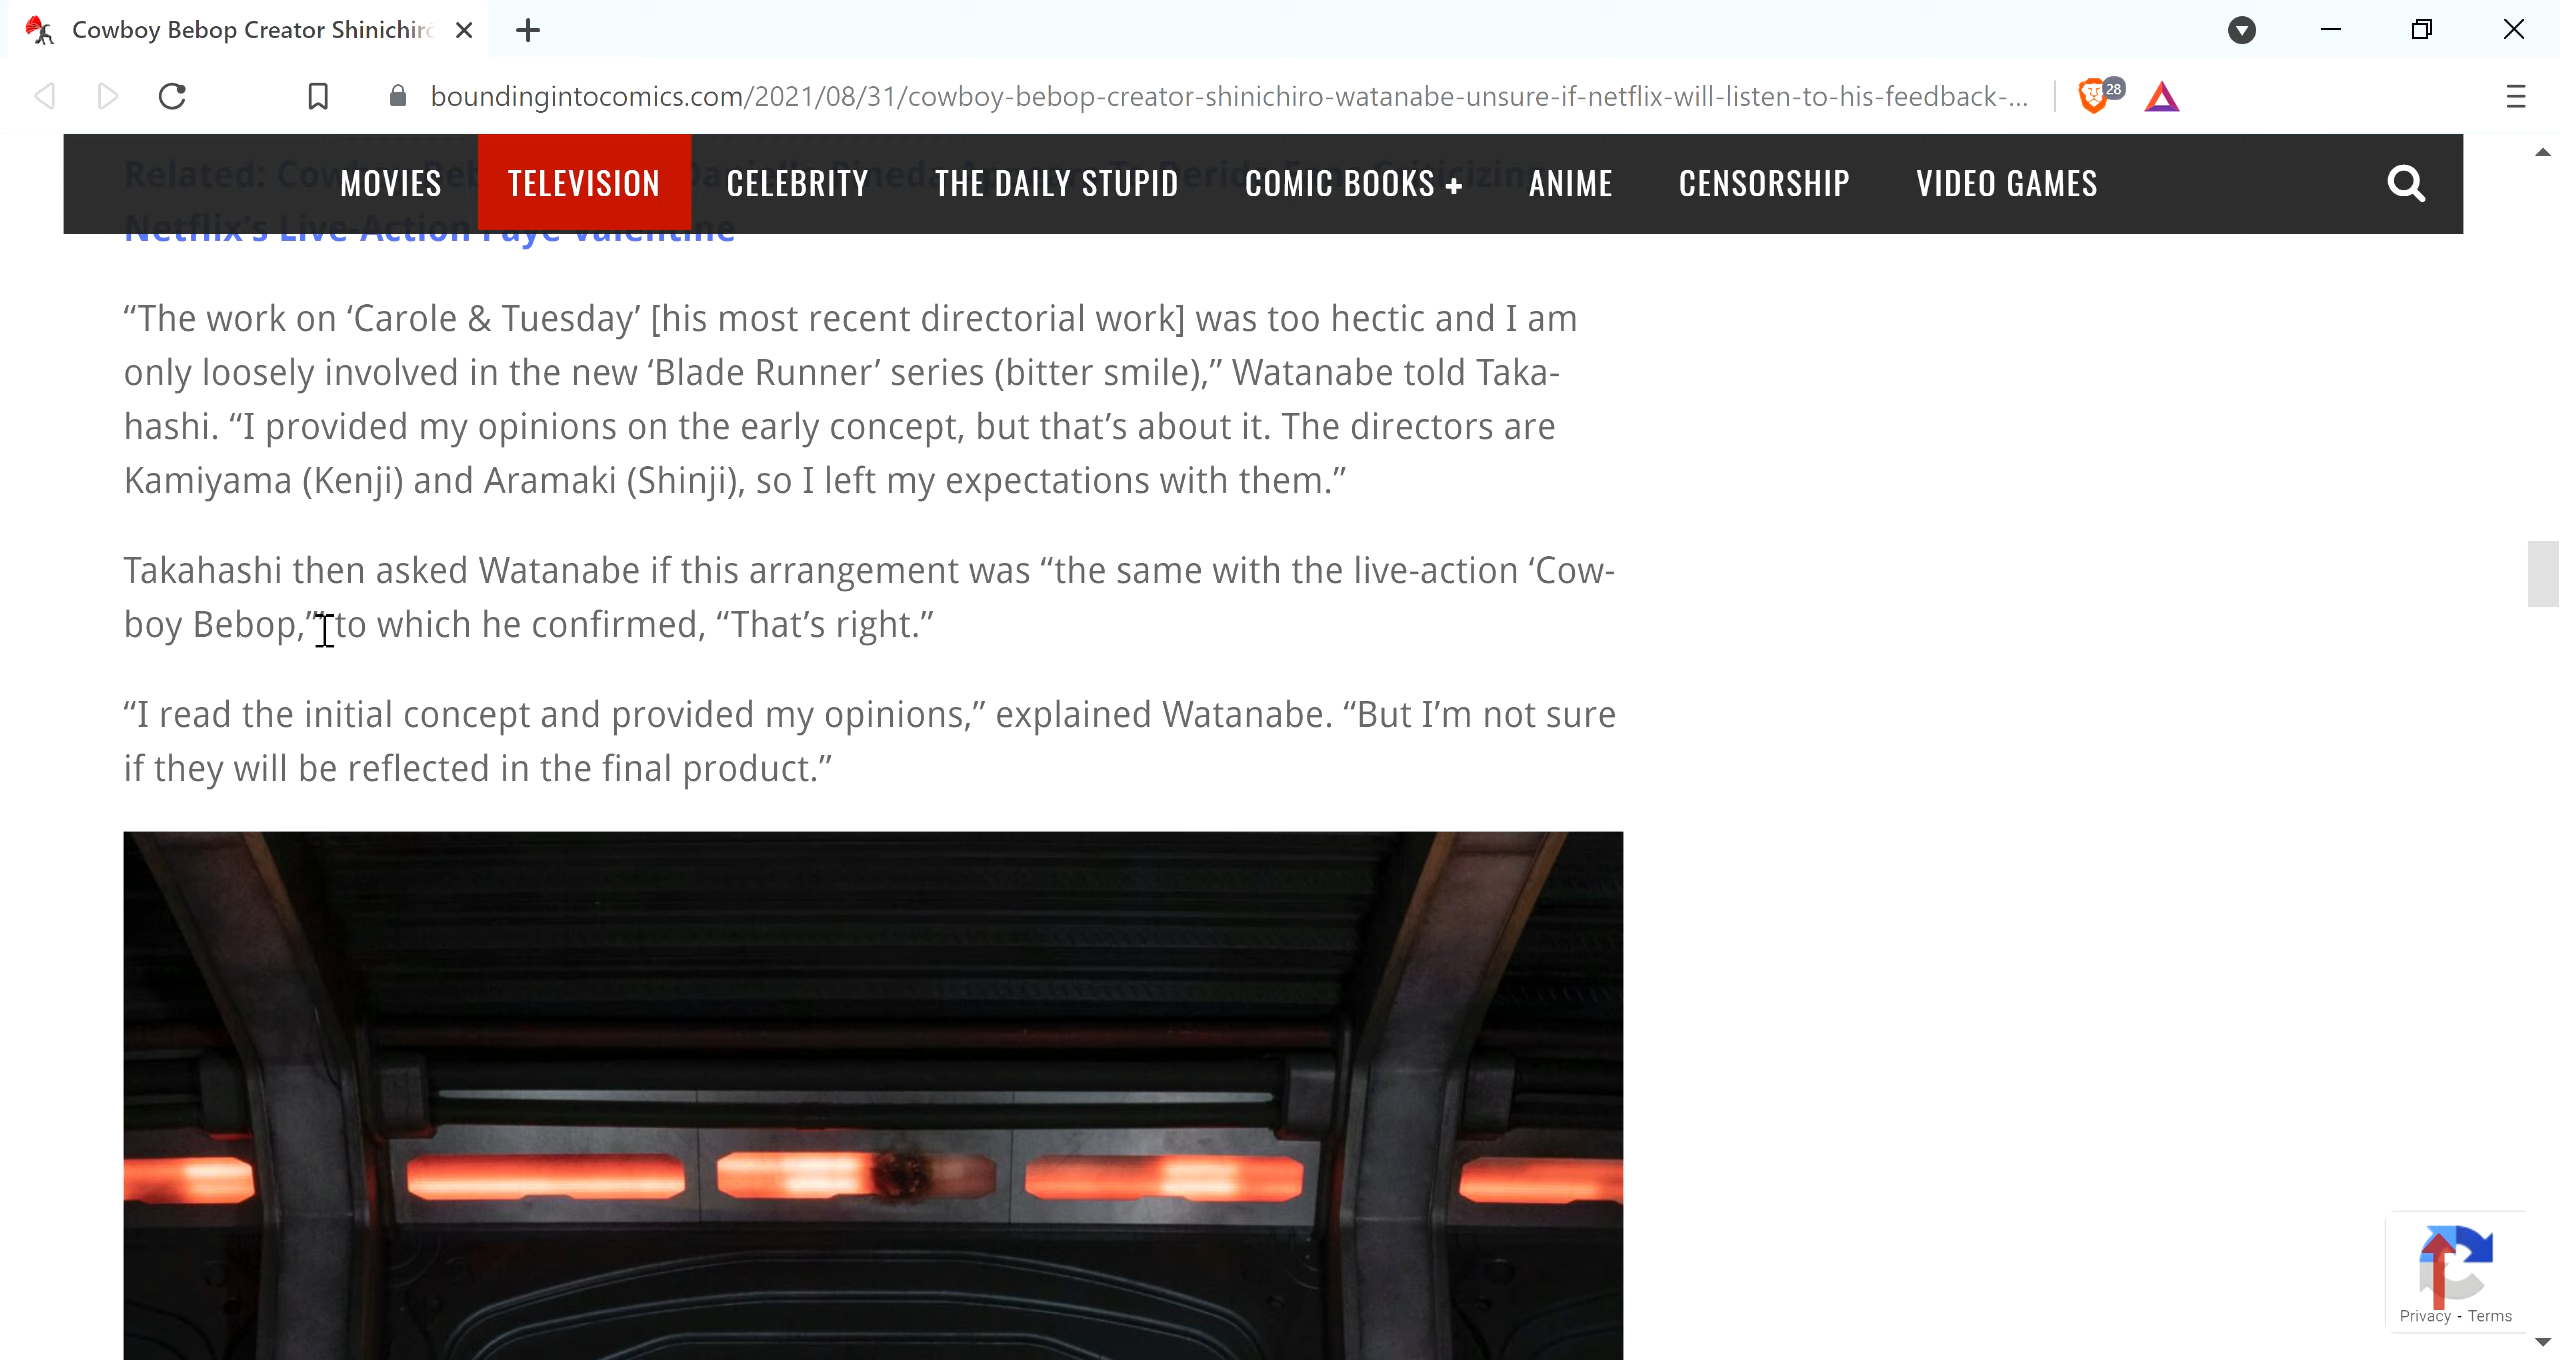 Cowboy Bebop Creator Shinichiro
boundingintocomics.com/2021/08/31/cowboy-bebop-creator-shinichiro-watanabe-unsure-if-netflix-will-listen-to-his-feedback-...
28
MOVIES TELEVISION CELEBRITY THE DAILY STUPID COMIC BOOKS + ANIME CENSORSHIP VIDEO GAMES
Netflix's Live-Action Faye Valentine
“The work on ‘Carole & Tuesday’ [his most recent directorial work] was too hectic and I am
only loosely involved in the new ‘Blade Runner’ series (bitter smile),” Watanabe told Taka-
hashi. “I provided my opinions on the early concept, but that’s about it. The directors are
Kamiyama (Kenji) and Aramaki (Shinji), so I left my expectations with them.”
Takahashi then asked Watanabe if this arrangement was “the same with the live-action ‘Cow-
boy Bebop,’” to which he confirmed, “That’s right.”
“I read the initial concept and provided my opinions,” explained Watanabe. “But I’m not sure
if they will be reflected in the final product.”
Privacy - Terms